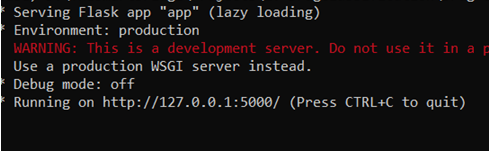 * Serving Flask app "app" (lazy loading)
* Environment: production
WARNING: This is a development server. Do not use it in a
Use a production WSGI server instead.
* Debug mode: off
* Running on http://127.0.0.1:5000/ (Press CTRL+C to quit)